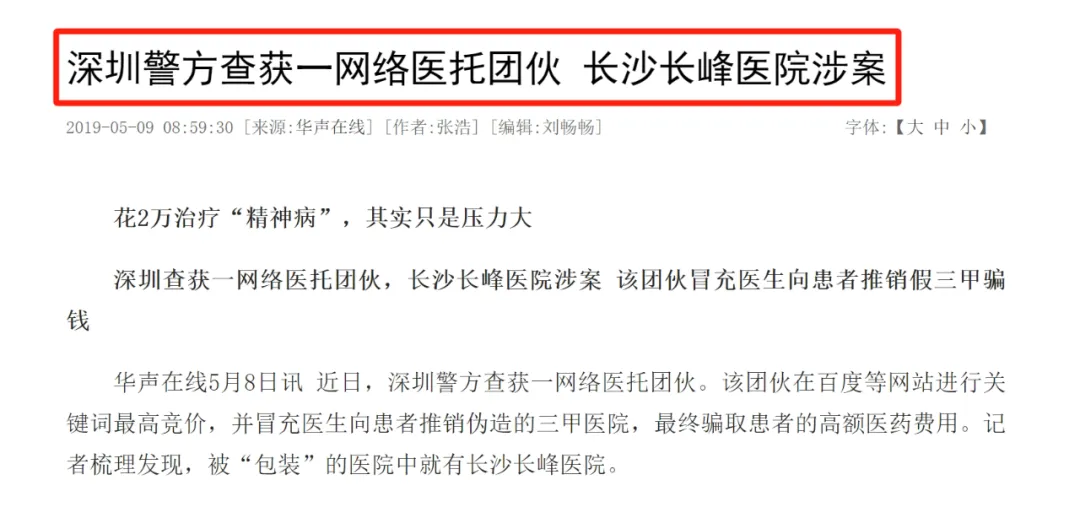 深圳警方查获一网络医托团伙 长沙长峰医院涉案
2019-05-09 08:59:30 [来源:华声在线] [作者:张浩] [编辑:刘畅畅] 字体:【大 中 小】
花2万治疗“精神病”，其实只是压力大
深圳查获一网络医托团伙，长沙长峰医院涉案 该团伙冒充医生向患者推销假三甲骗
钱
华声在线5月8日讯 近日，深圳警方查获一网络医托团伙。该团伙在百度等网站进行关
键词最高竞价，并冒充医生向患者推销伪造的三甲医院，最终骗取患者的高额医药费用。记
者梳理发现，被“包装”的医院中就有长沙长峰医院。